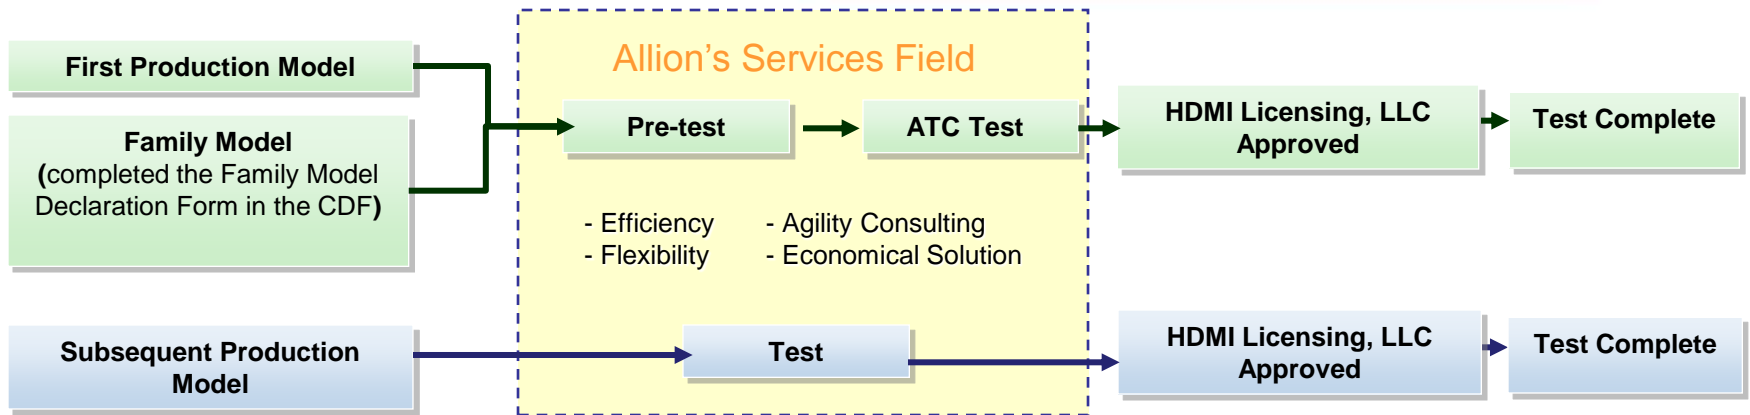 Allion’s Services Field
First Production Model
Family Model
(completed the Family Model
Declaration Form in the CDF)
Pre-test
ATC Test
HDMI Licensing, LLC
Approved
Test Complete
- Efficiency
- Flexibility
- Agility Consulting
- Economical Solution
Subsequent Production
Model
Test
HDMI Licensing, LLC
Approved
Test Complete